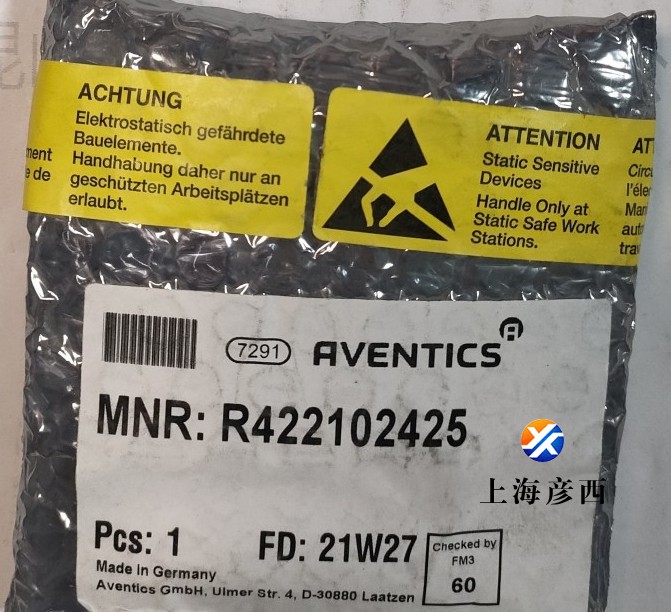 ACHTUNG
Elektrostatisch gefährdete
Bauelemente.
Handhabung daher nur an
geschützten Arbeitsplätzen
erlaubt.
ATTENTION
Static Sensitive
Devices
Handle Only at
Static Safe Work
Stations.
7291
AVENTICS
MNR: R422102425
上海彦西
Pcs: 1
FD: 21W27
Checked by
FM3
60
Made in Germany
Aventics GmbH, Ulmer Str. 4, D-30880 Laatzen